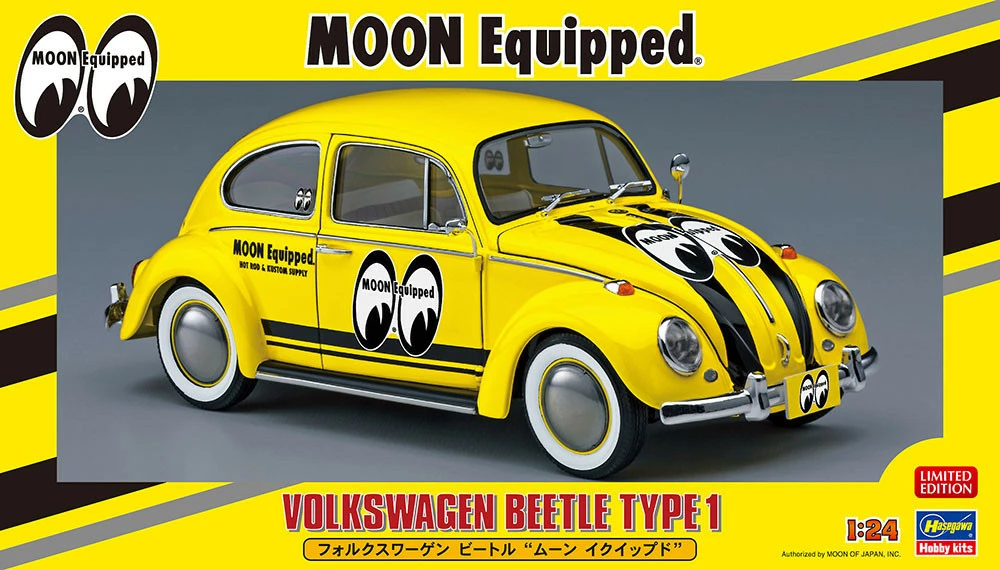 MOON Equipped
MOON Equipped®
MOON Equipped.
HOT ROD & KUSTOM SUPPLY
MOON Equipped
MOON Equipped
LIMITED
EDITION
VOLKSWAGEN BEETLE TYPE 1
フォルクスワーゲン ビートル “ムーン イクイップド”
1:24
Hasegawa
Hobby kits
Authorized by MOON OF JAPAN, INC.